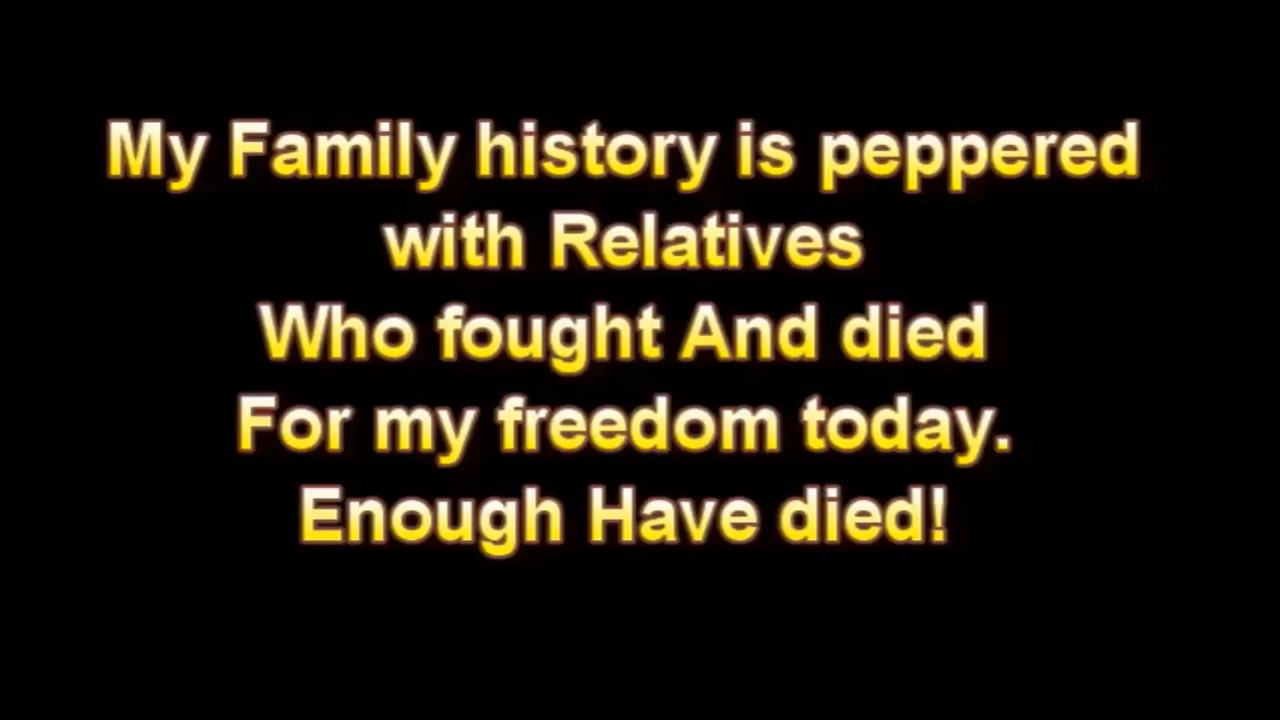 My Family history is peppered
with Relatives
Who fought And died
For my freedom today.
Enough Have died!